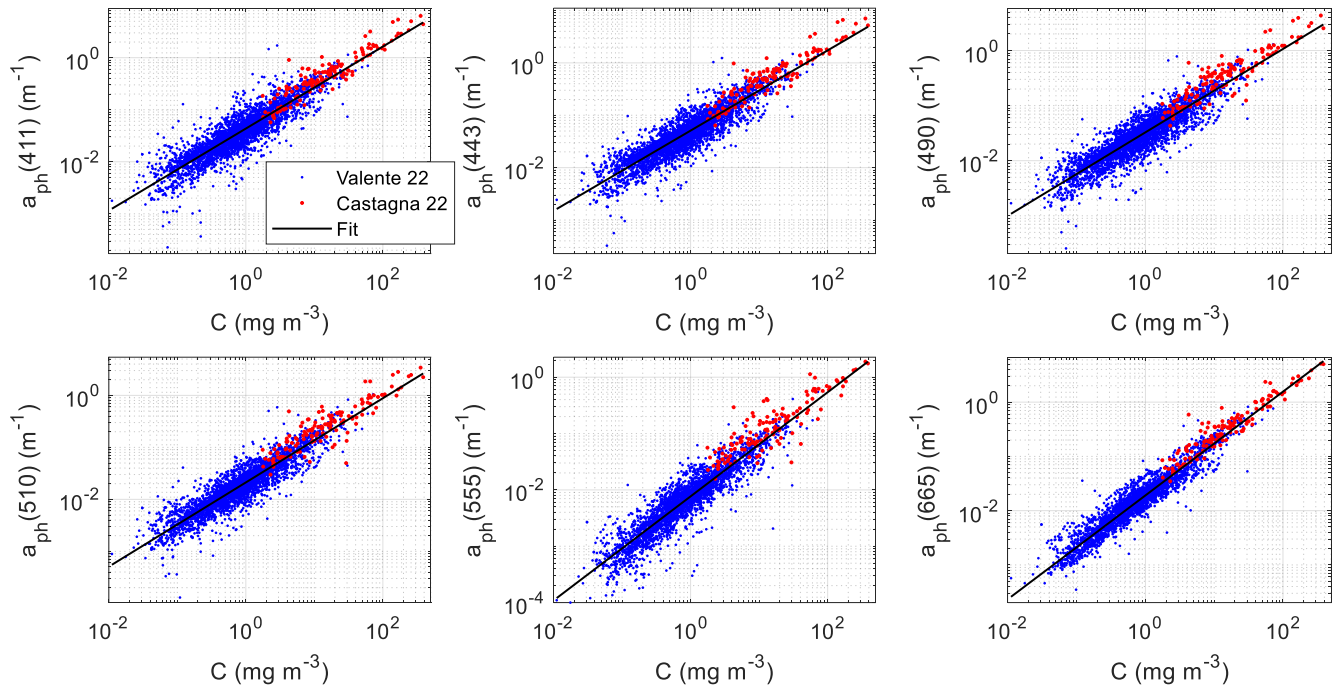 a_ph(411) (m^-1)
10^0
10^-2
10^-2
10^0
10^2
C (mg m^-3)
Valente 22
Castagna 22
Fit
a_ph(443) (m^-1)
10^0
10^-2
10^-2
10^0
10^2
C (mg m^-3)
a_ph(490) (m^-1)
10^0
10^-2
10^-2
10^0
10^2
C (mg m^-3)
a_ph(510) (m^-1)
10^0
10^-2
10^-2
10^0
10^2
C (mg m^-3)
a_ph(555) (m^-1)
10^0
10^-2
10^-4
10^-2
10^0
10^2
C (mg m^-3)
a_ph(665) (m^-1)
10^0
10^-2
10^-2
10^0
10^2
C (mg m^-3)